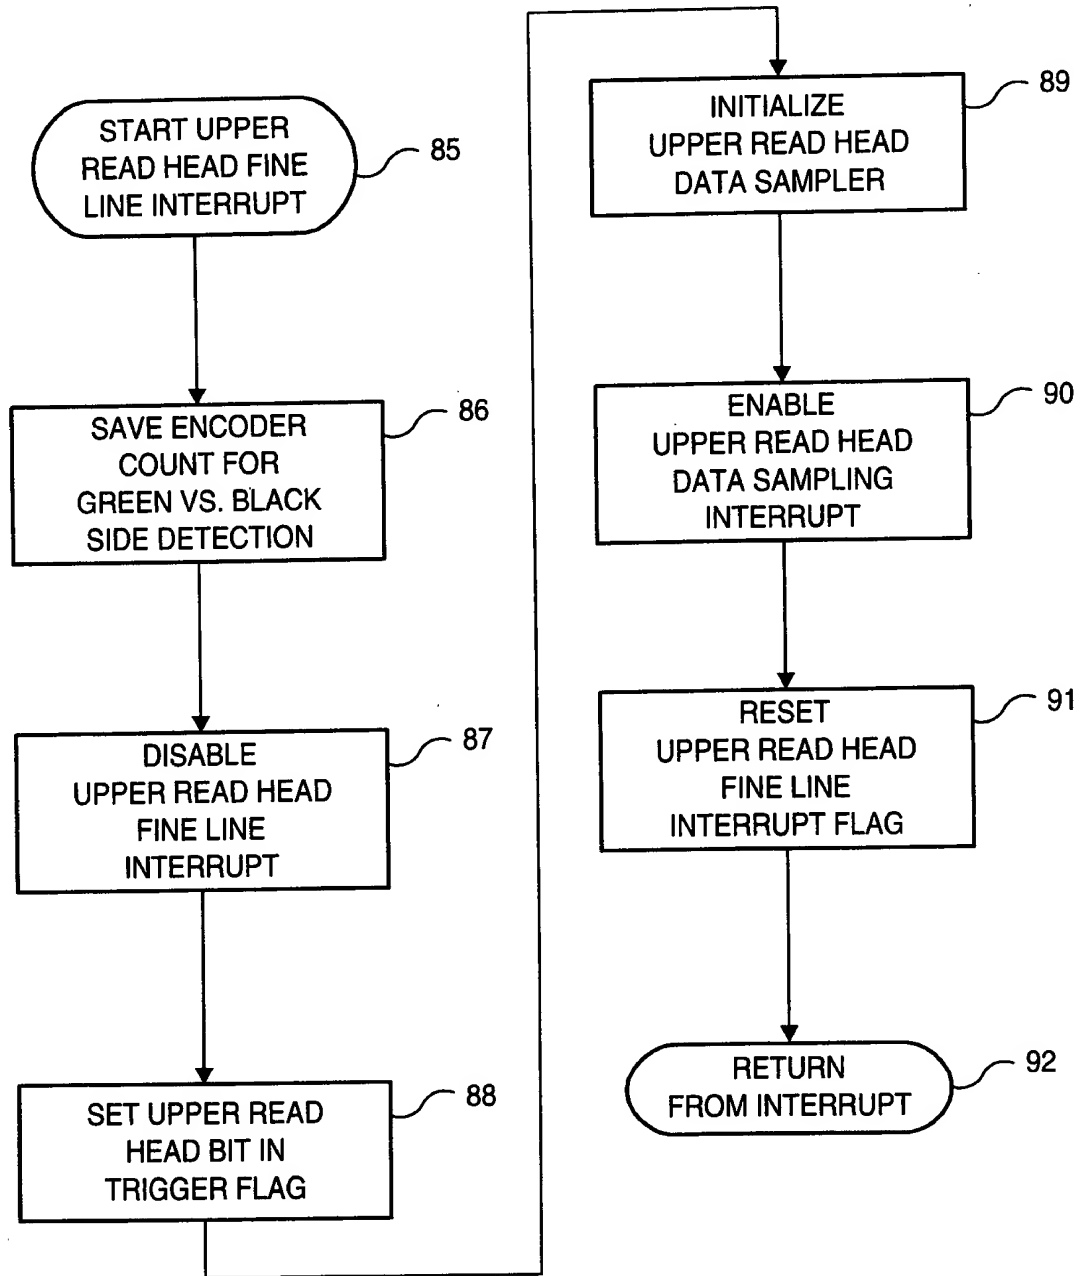 START UPPER
READ HEAD FINE
LINE INTERRUPT
85
SAVE ENCODER
COUNT FOR
GREEN VS. BLACK
SIDE DETECTION
86
DISABLE
UPPER READ HEAD
FINE LINE
INTERRUPT
87
SET UPPER READ
HEAD BIT IN
TRIGGER FLAG
88
INITIALIZE
UPPER READ HEAD
DATA SAMPLER
89
ENABLE
UPPER READ HEAD
DATA SAMPLING
INTERRUPT
90
RESET
UPPER READ HEAD
FINE LINE
INTERRUPT FLAG
91
RETURN
FROM INTERRUPT
92